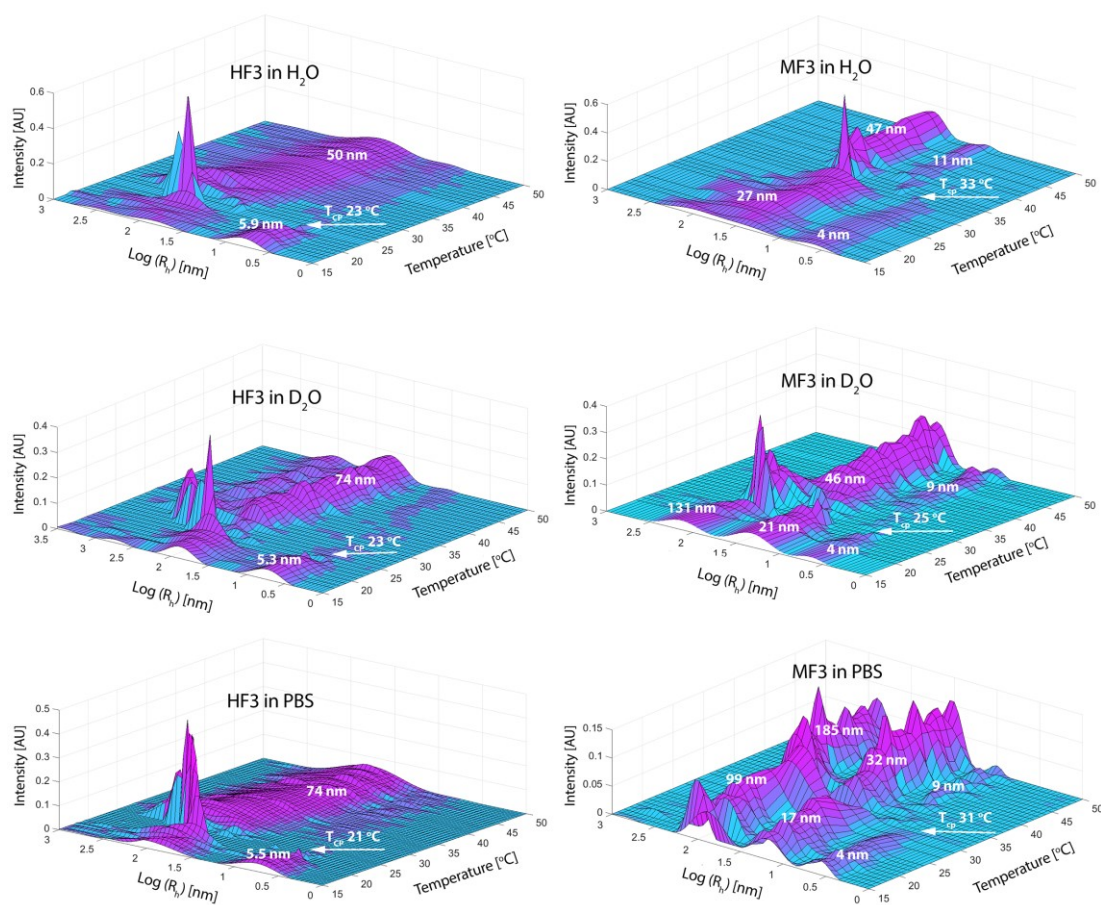 HF3 in H2O
Intensity [AU]
0.6
0.4
0.2
0
3
2.5
2
1.5
1
0.5
0
Log (Rh) [nm]
15
20
25
30
35
40
45
50
Temperature [°C]
50 nm
5.9 nm
TCP 23 °C
MF3 in H2O
Intensity [AU]
0.6
0.4
0.2
0
3
2.5
2
1.5
1
0.5
0
Log (Rh) [nm]
15
20
25
30
35
40
45
50
Temperature [°C]
47 nm
11 nm
27 nm
4 nm
Tcp 33 °C
HF3 in D2O
Intensity [AU]
0.4
0.3
0.2
0.1
0
3.5
3
2.5
2
1.5
1
0.5
0
Log (Rh) [nm]
15
20
25
30
35
40
45
50
Temperature [°C]
74 nm
5.3 nm
TCP 23 °C
MF3 in D2O
Intensity [AU]
0.4
0.3
0.2
0.1
0
3
2.5
2
1.5
1
0.5
0
Log (Rh) [nm]
15
20
25
30
35
40
45
50
Temperature [°C]
131 nm
46 nm
21 nm
9 nm
4 nm
Tcp 25 °C
HF3 in PBS
Intensity [AU]
0.5
0.4
0.3
0.2
0.1
0
3
2.5
2
1.5
1
0.5
0
Log (Rh) [nm]
15
20
25
30
35
40
45
50
Temperature [°C]
74 nm
5.5 nm
TCP 21 °C
MF3 in PBS
Intensity [AU]
0.15
0.1
0.05
0
3
2.5
2
1.5
1
0.5
0
Log (Rh) [nm]
15
20
25
30
35
40
45
50
Temperature [°C]
185 nm
99 nm
32 nm
17 nm
9 nm
4 nm
Tcp 31 °C